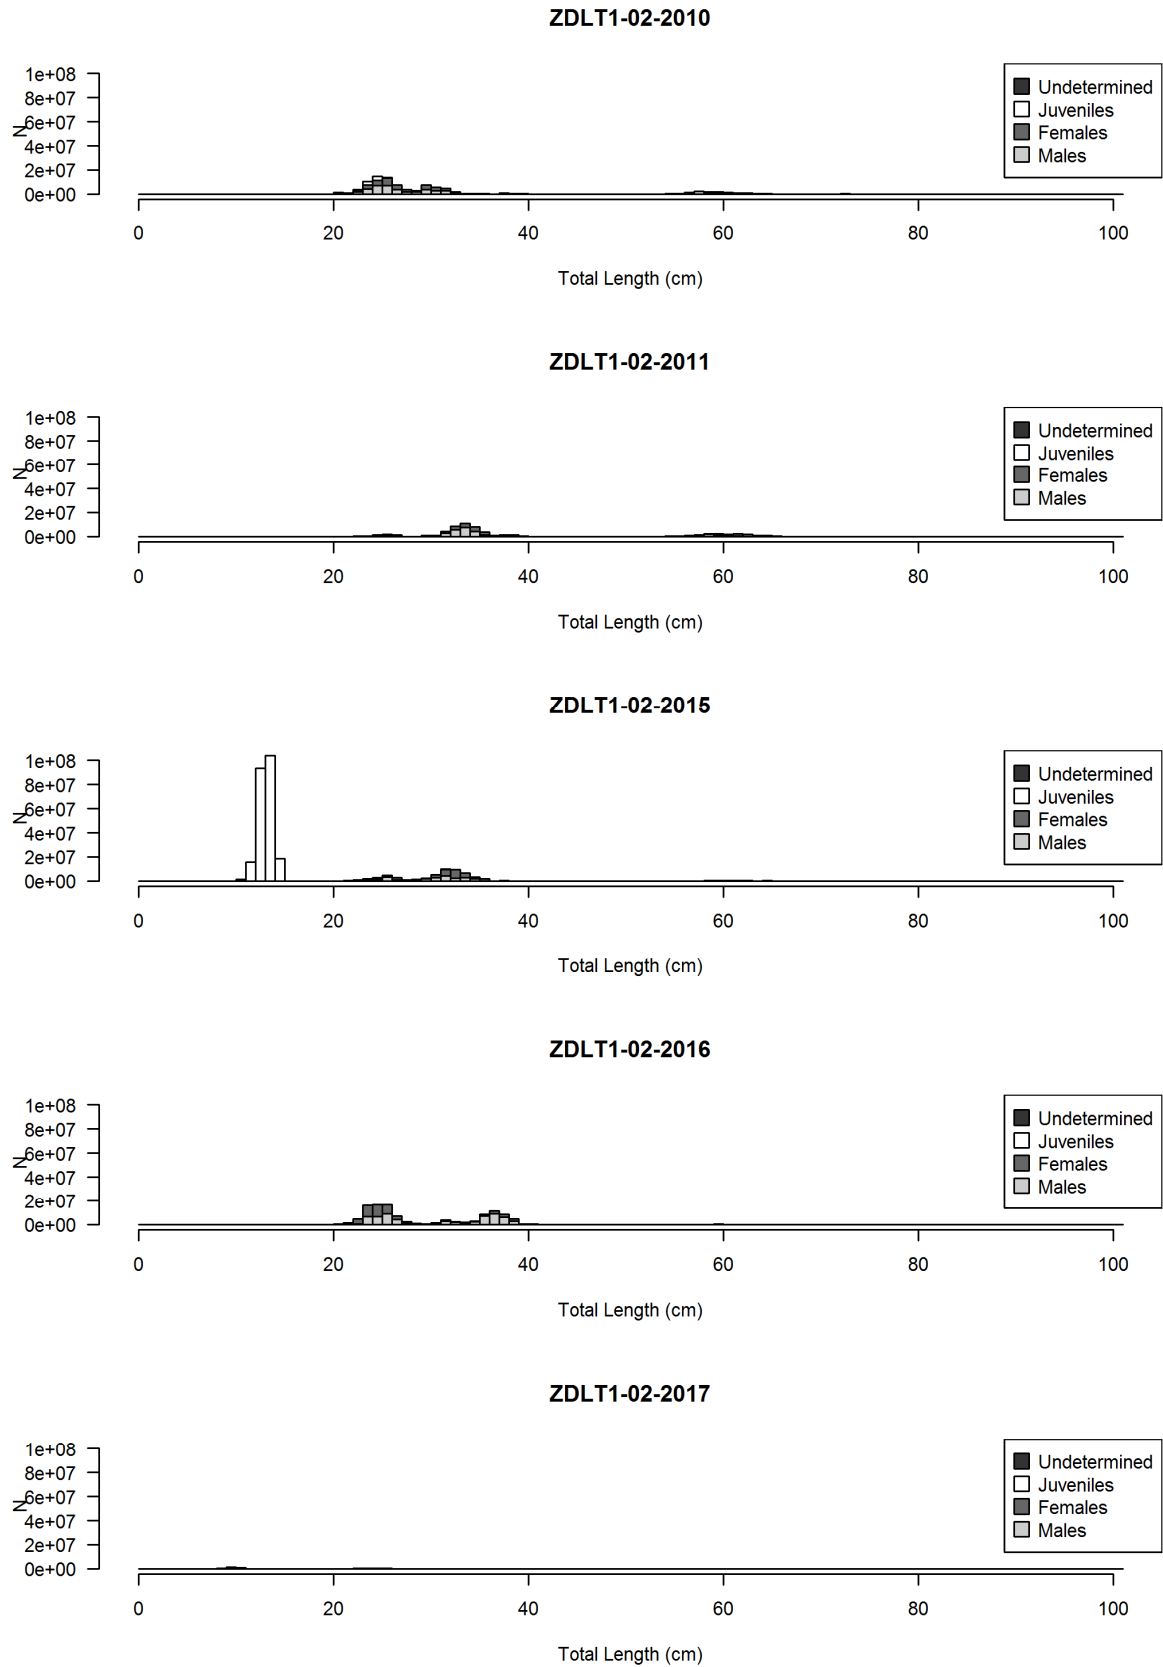 ZDLT1-02-2010
N
1e+08
8e+07
6e+07
4e+07
2e+07
0e+00
Undetermined
Juveniles
Females
Males
0 20 40 60 80 100
Total Length (cm)
ZDLT1-02-2011
N
1e+08
8e+07
6e+07
4e+07
2e+07
0e+00
Undetermined
Juveniles
Females
Males
0 20 40 60 80 100
Total Length (cm)
ZDLT1-02-2015
N
1e+08
8e+07
6e+07
4e+07
2e+07
0e+00
Undetermined
Juveniles
Females
Males
0 20 40 60 80 100
Total Length (cm)
ZDLT1-02-2016
N
1e+08
8e+07
6e+07
4e+07
2e+07
0e+00
Undetermined
Juveniles
Females
Males
0 20 40 60 80 100
Total Length (cm)
ZDLT1-02-2017
N
1e+08
8e+07
6e+07
4e+07
2e+07
0e+00
Undetermined
Juveniles
Females
Males
0 20 40 60 80 100
Total Length (cm)